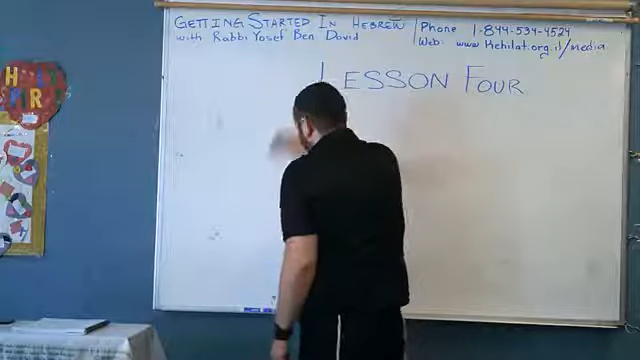 GETTING STARTED IN HEBREW
with Rabbi Yosef Ben David
Phone 1-844-534-4524
Web: www.Kehilat.org.il/media
LESSON FOUR